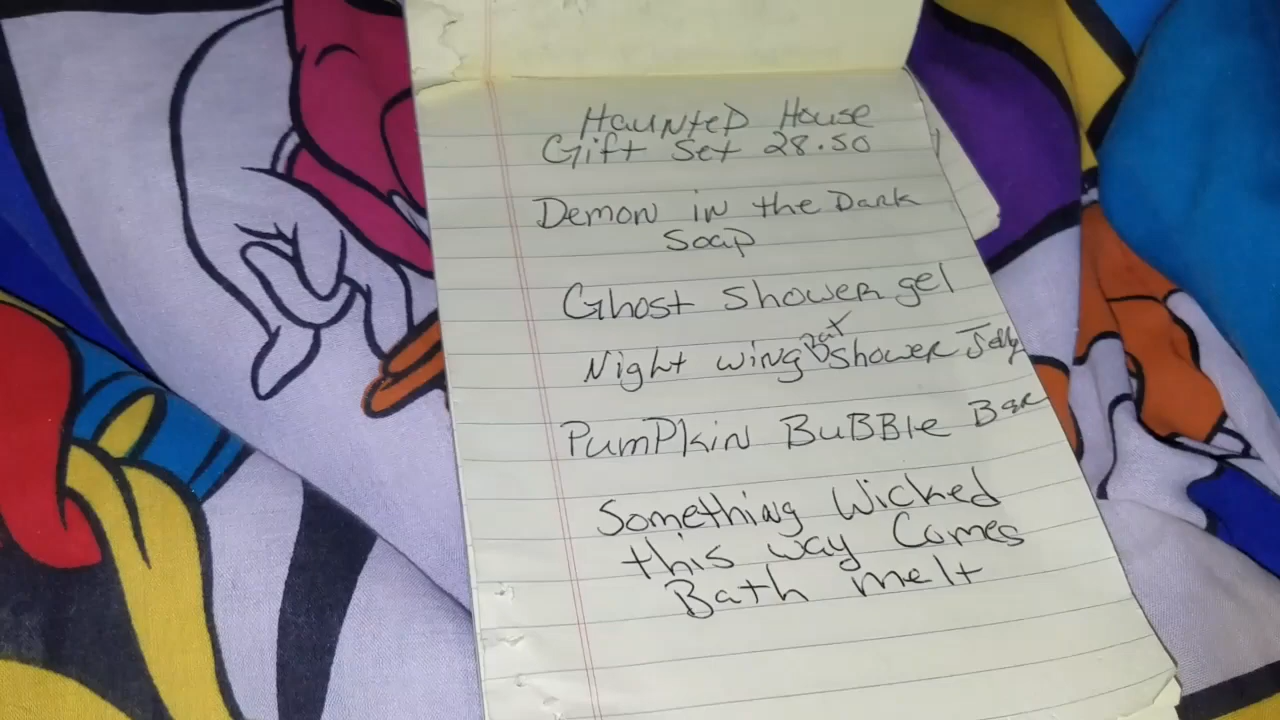 Haunted House
Gift Set 28.50
Demon in the Dark
Soap
Ghost Shower gel
Night wing bat Shower Jelly
Pumpkin Bubble Bar
Something Wicked
this way Comes
Bath melt